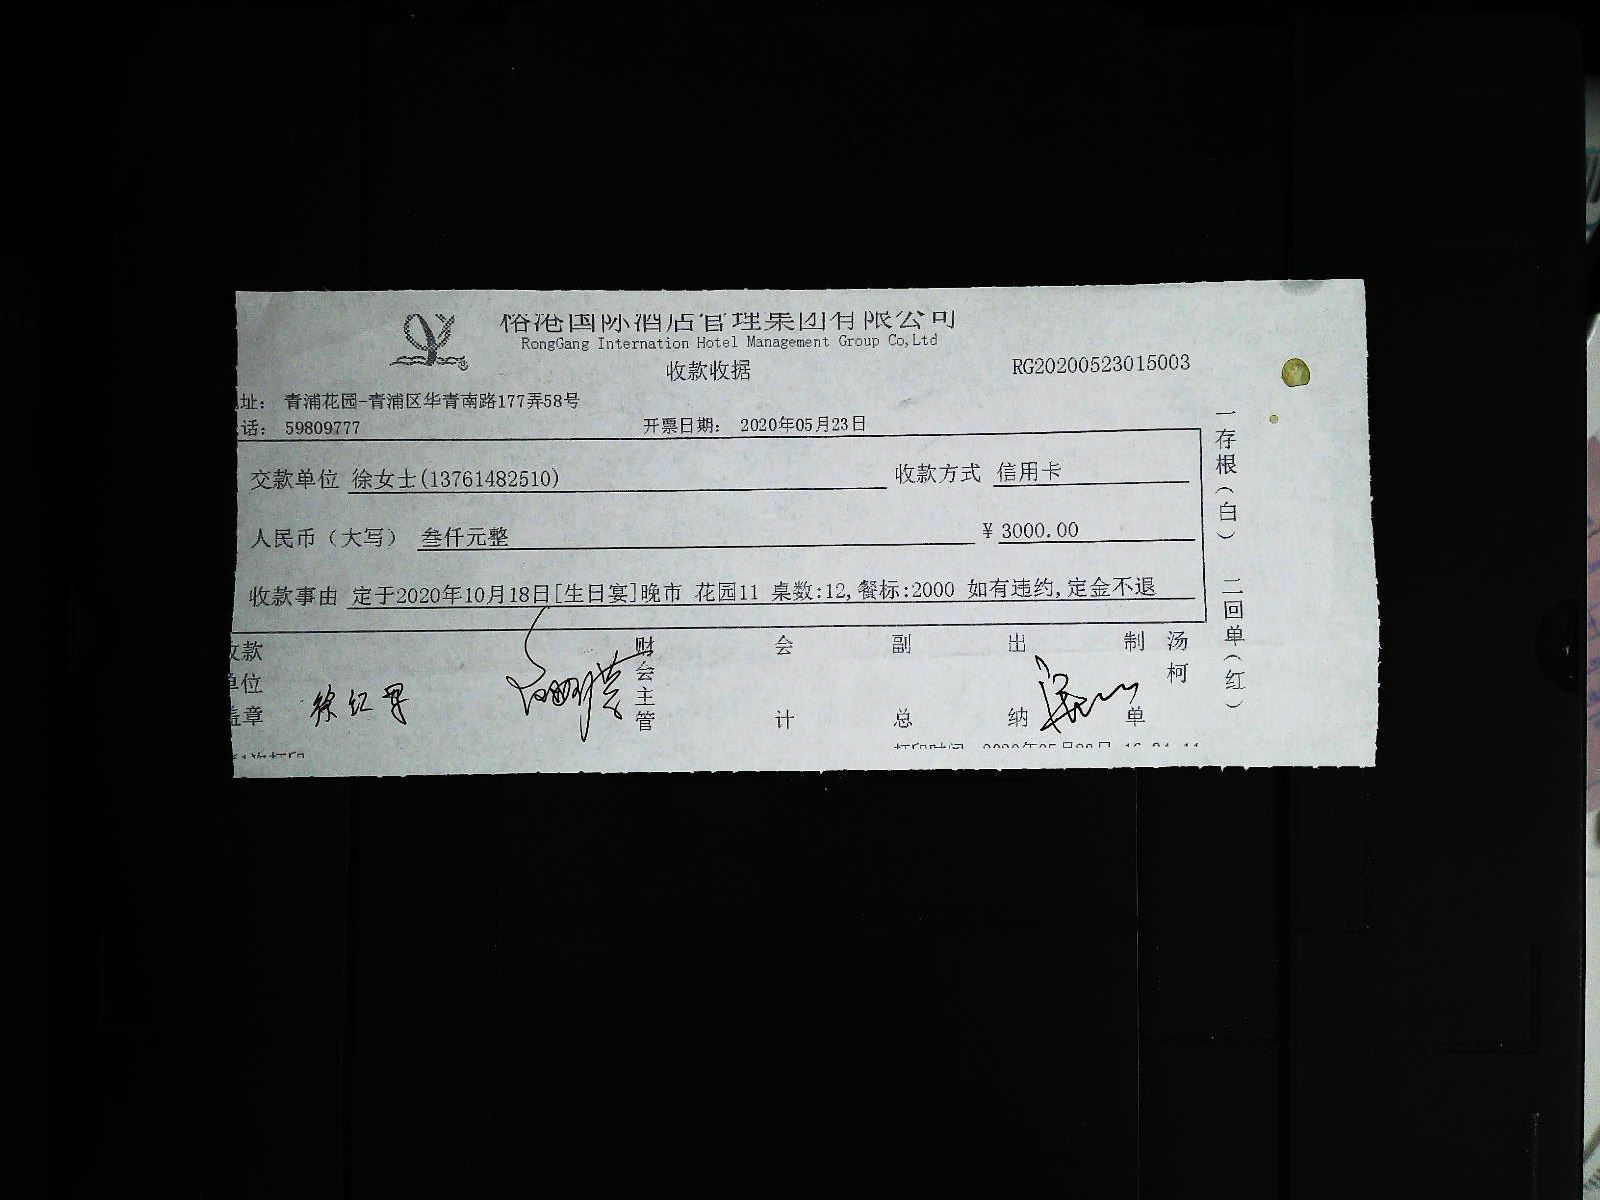 榕港国际酒店管理集团有限公司
RongGang Internation Hotel Management Group Co,Ltd
收款收据
RG20200523015003
址： 青浦花园-青浦区华青南路177弄58号
话： 59809777
开票日期： 2020年05月23日
交款单位 徐女士(13761482510) 收款方式 信用卡
人民币（大写） 叁仟元整 ¥ 3000.00
收款事由 定于2020年10月18日[生日宴]晚市 花园11 桌数:12,餐标:2000 如有违约,定金不退
收款单位盖章
财会主管
会计
副总
出纳
制单
汤柯
一存根（白） 二回单（红）